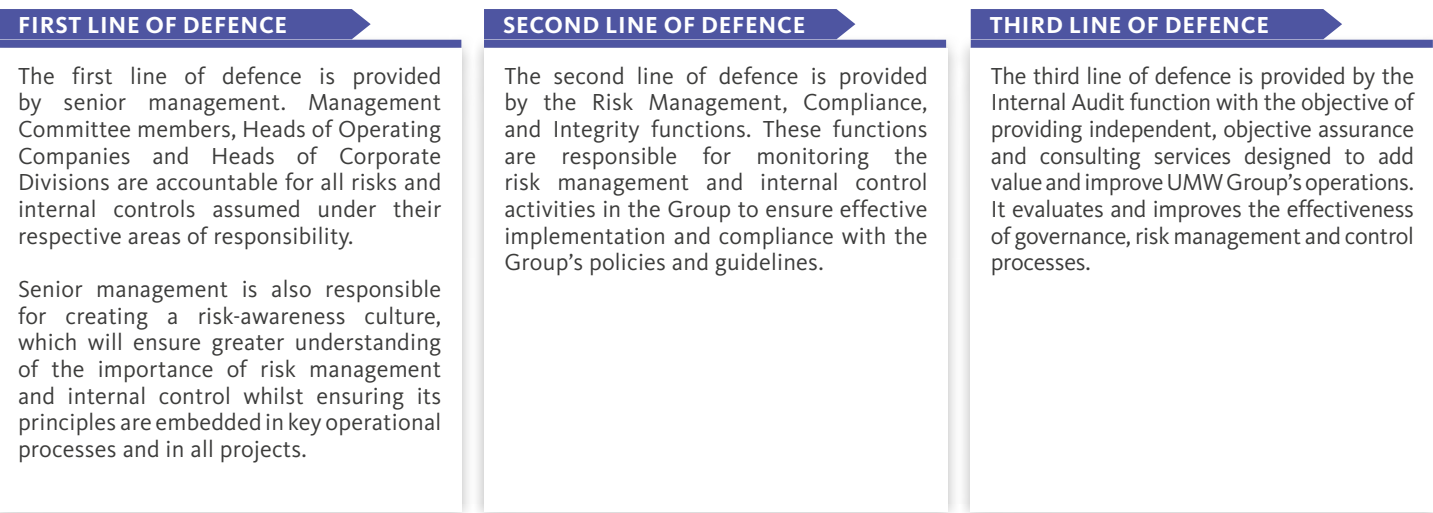 FIRST LINE OF DEFENCE
The first line of defence is provided
by senior management. Management
Committee members, Heads of Operating
Companies and Heads of Corporate
Divisions are accountable for all risks and
internal controls assumed under their
respective areas of responsibility.
Senior management is also responsible
for creating a risk-awareness culture,
which will ensure greater understanding
of the importance of risk management
and internal control whilst ensuring its
principles are embedded in key operational
processes and in all projects.
SECOND LINE OF DEFENCE
The second line of defence is provided
by the Risk Management, Compliance,
and Integrity functions. These functions
are responsible for monitoring the
risk management and internal control
activities in the Group to ensure effective
implementation and compliance with the
Group's policies and guidelines.
THIRD LINE OF DEFENCE
The third line of defence is provided by the
Internal Audit function with the objective of
providing independent, objective assurance
and consulting services designed to add
value and improve UMW Group's operations.
It evaluates and improves the effectiveness
of governance, risk management and control
processes.